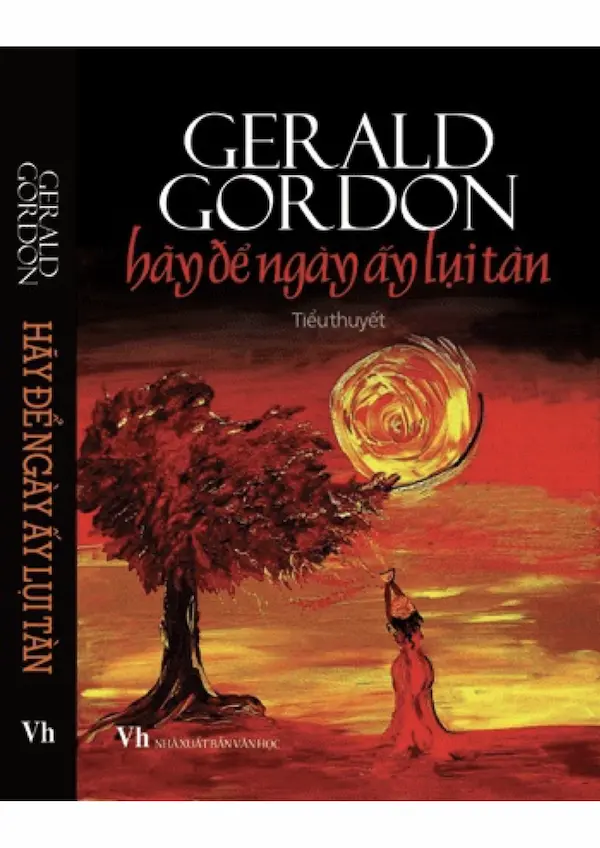 GERALD
GORDON
hãy để ngày ấy lụi tàn
Tiểu thuyết
Vh NHÀ XUẤT BẢN VĂN HỌC
GERALD
GORDON
HÃY ĐỂ NGÀY ẤY LỤI TÀN
Vh